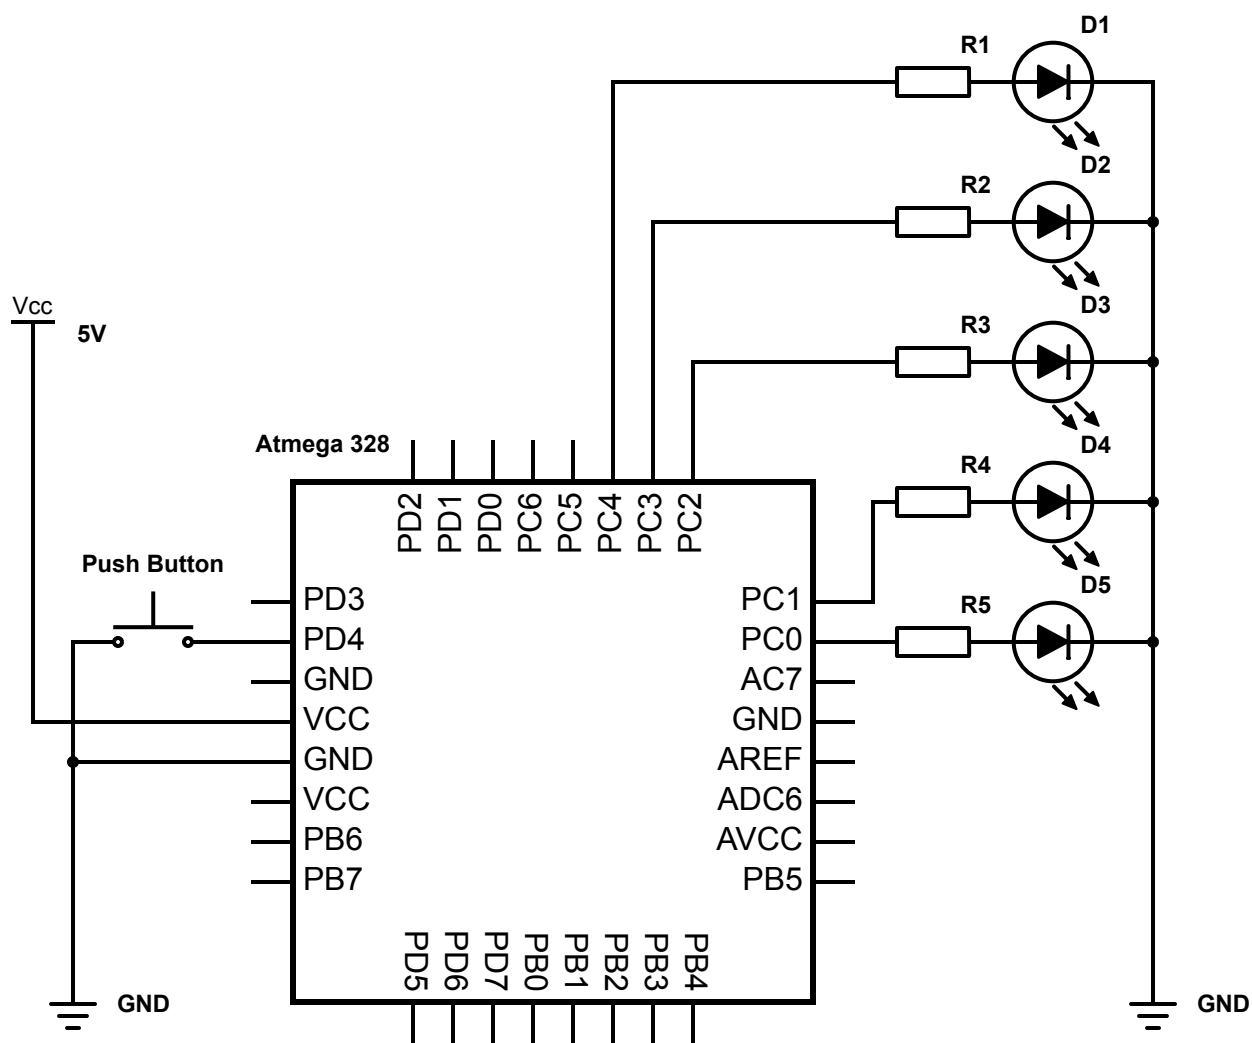 D1
R1
D2
R2
D3
R3
Vcc
5V
D4
R4
Atmega 328
PD2
PD1
PD0
PC6
PC5
PC4
PC3
PC2
Push Button
D5
R5
PD3
PD4
GND
VCC
GND
VCC
PB6
PB7
PC1
PC0
AC7
GND
AREF
ADC6
AVCC
PB5
PD5
PD6
PD7
PB0
PB1
PB2
PB3
PB4
GND
GND